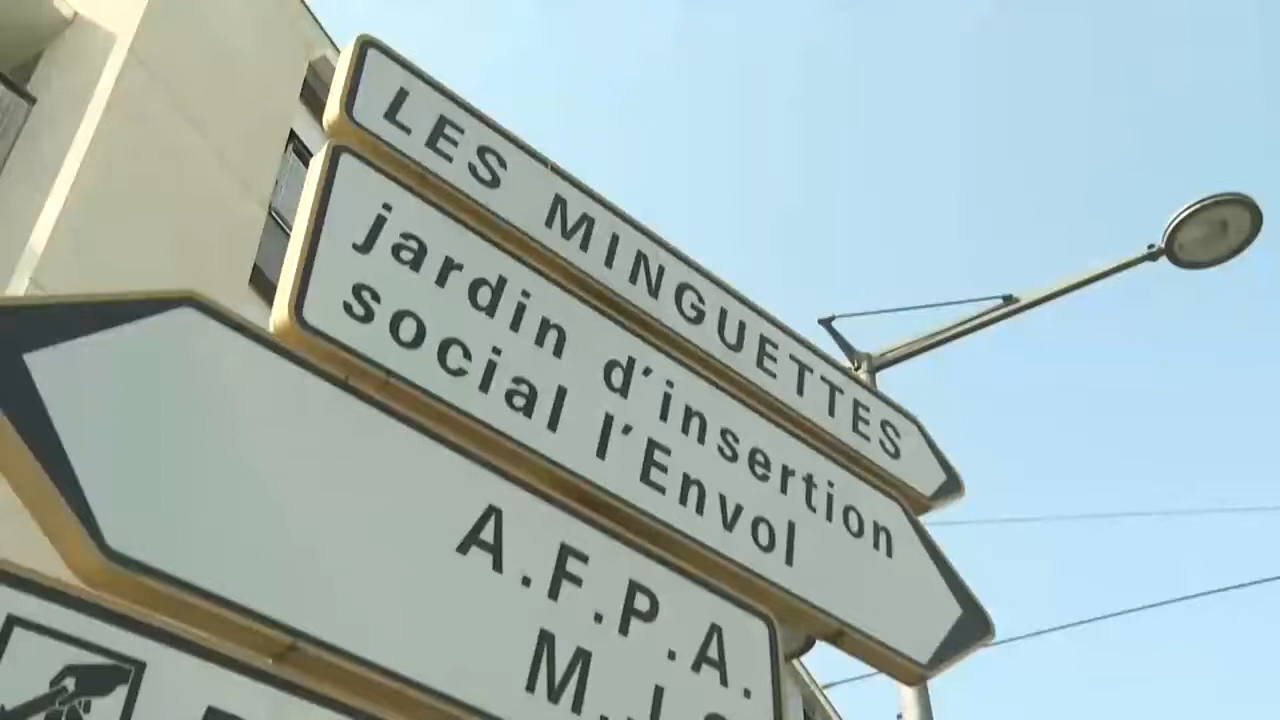 LES MINGUETTES
jardin d'insertion
social l'Envol
A.F.P.A.